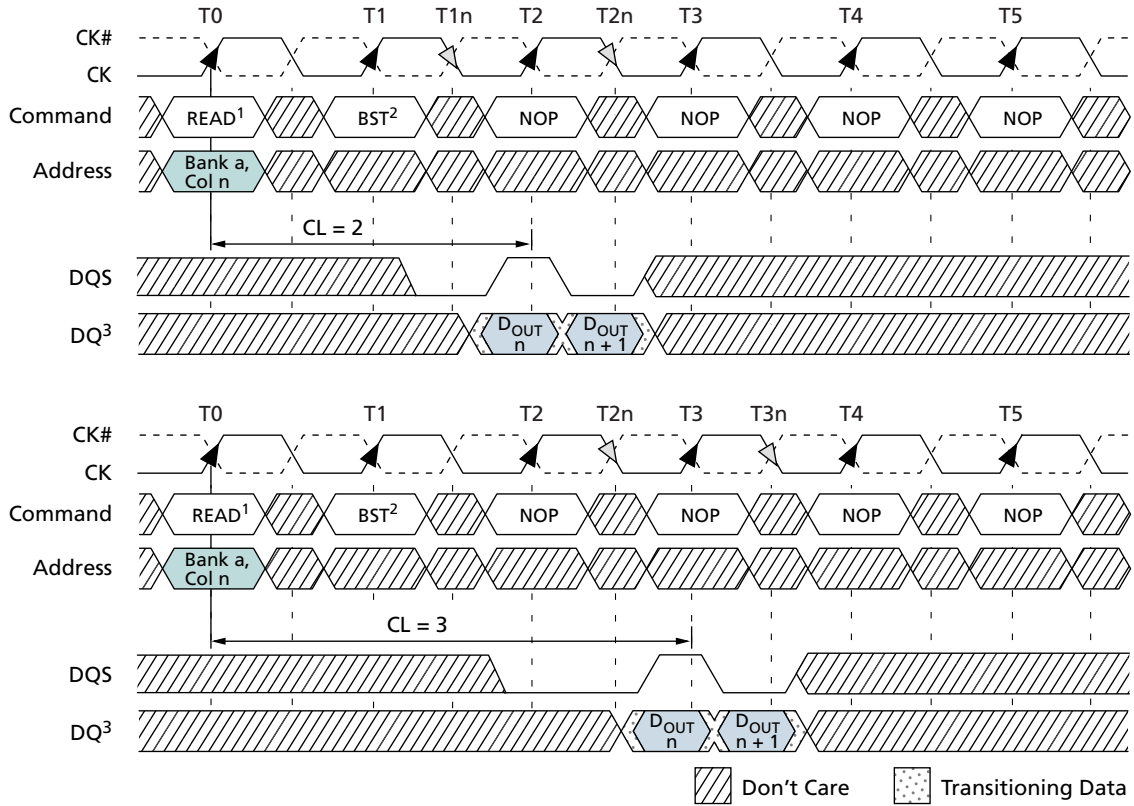 T0 T1 T1n T2 T2n T3 T4 T5
CK#
CK
Command READ1 BST2 NOP NOP NOP NOP
Address Bank a,
Col n
CL = 2
DQS
DQ3 DOUT DOUT
n n + 1
T0 T1 T2 T2n T3 T3n T4 T5
CK#
CK
Command READ1 BST2 NOP NOP NOP NOP
Address Bank a,
Col n
CL = 3
DQS
DQ3 DOUT DOUT
n n + 1
Don't Care Transitioning Data